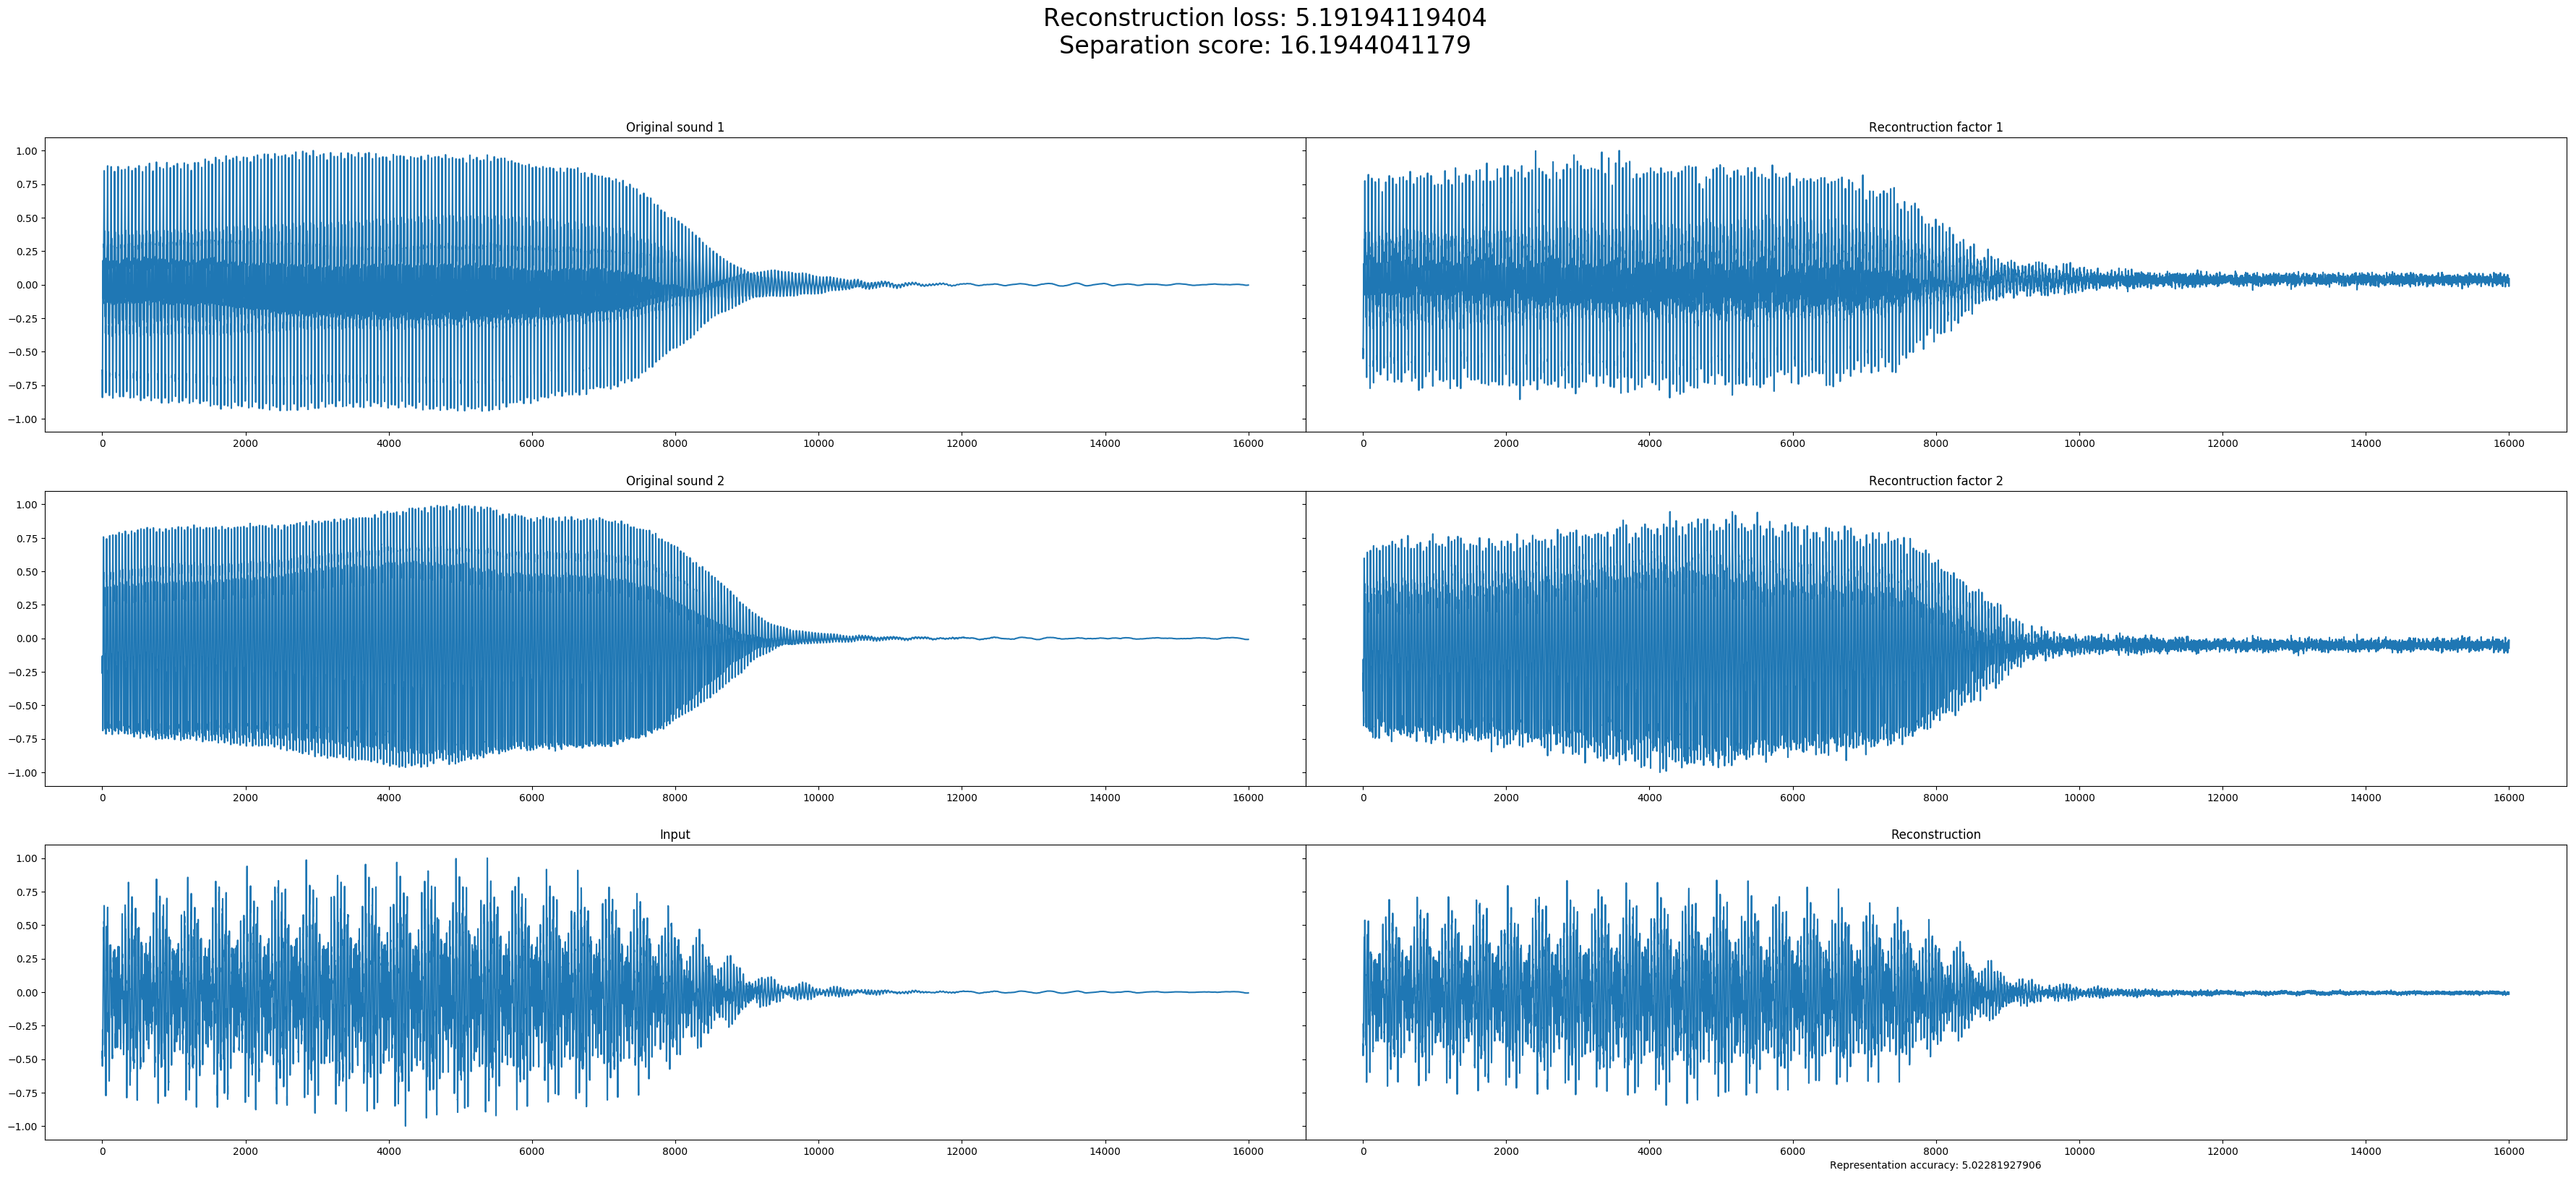 Reconstruction loss: 5.19194119404
Separation score: 16.1944041179
Original sound 1
Recontruction factor 1
1.00
0.75
0.50
0.25
0.00
−0.25
−0.50
−0.75
−1.00
0 2000 4000 6000 8000 10000 12000 14000 16000
0 2000 4000 6000 8000 10000 12000 14000 16000
Original sound 2
Recontruction factor 2
1.00
0.75
0.50
0.25
0.00
−0.25
−0.50
−0.75
−1.00
0 2000 4000 6000 8000 10000 12000 14000 16000
0 2000 4000 6000 8000 10000 12000 14000 16000
Input
Reconstruction
1.00
0.75
0.50
0.25
0.00
−0.25
−0.50
−0.75
−1.00
0 2000 4000 6000 8000 10000 12000 14000 16000
0 2000 4000 6000 8000 10000 12000 14000 16000
Representation accuracy: 5.02281927906